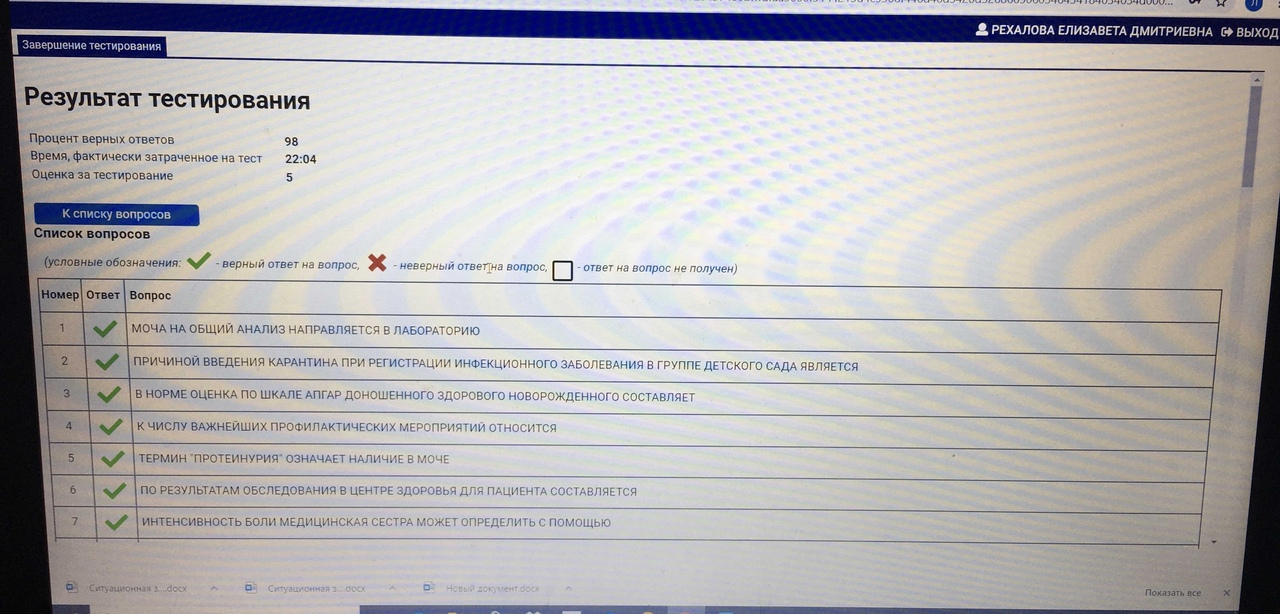 РЕХАЛОВА ЕЛИЗАВЕТА ДМИТРИЕВНА ВЫХОД
Завершение тестирования
Результат тестирования
Процент верных ответов 98
Время, фактически затраченное на тест 22:04
Оценка за тестирование 5
К списку вопросов
Список вопросов
(условные обозначения: - верный ответ на вопрос, - неверный ответ на вопрос, - ответ на вопрос не получен)
Номер Ответ Вопрос
1 МОЧА НА ОБЩИЙ АНАЛИЗ НАПРАВЛЯЕТСЯ В ЛАБОРАТОРИЮ
2 ПРИЧИНОЙ ВВЕДЕНИЯ КАРАНТИНА ПРИ РЕГИСТРАЦИИ ИНФЕКЦИОННОГО ЗАБОЛЕВАНИЯ В ГРУППЕ ДЕТСКОГО САДА ЯВЛЯЕТСЯ
3 В НОРМЕ ОЦЕНКА ПО ШКАЛЕ АПГАР ДОНОШЕННОГО ЗДОРОВОГО НОВОРОЖДЕННОГО СОСТАВЛЯЕТ
4 К ЧИСЛУ ВАЖНЕЙШИХ ПРОФИЛАКТИЧЕСКИХ МЕРОПРИЯТИЙ ОТНОСИТСЯ
5 ТЕРМИН "ПРОТЕИНУРИЯ" ОЗНАЧАЕТ НАЛИЧИЕ В МОЧЕ
6 ПО РЕЗУЛЬТАТАМ ОБСЛЕДОВАНИЯ В ЦЕНТРЕ ЗДОРОВЬЯ ДЛЯ ПАЦИЕНТА СОСТАВЛЯЕТСЯ
7 ИНТЕНСИВНОСТЬ БОЛИ МЕДИЦИНСКАЯ СЕСТРА МОЖЕТ ОПРЕДЕЛИТЬ С ПОМОЩЬЮ
Ситуационная з....docx Ситуационная з....docx Новый документ.docx Показать все